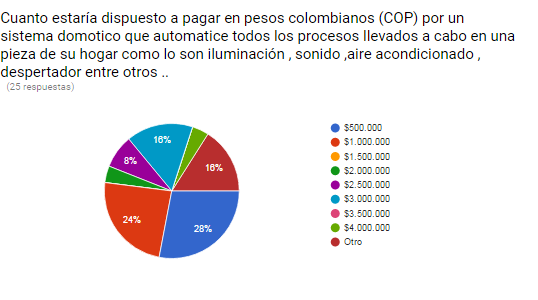 Cuanto estaría dispuesto a pagar en pesos colombianos (COP) por un
sistema domotico que automatice todos los procesos llevados a cabo en una
pieza de su hogar como lo son iluminación , sonido ,aire acondicionado ,
despertador entre otros ..
(25 respuestas)
16%
8%
16%
24%
28%
$500.000
$1.000.000
$1.500.000
$2.000.000
$2.500.000
$3.000.000
$3.500.000
$4.000.000
Otro